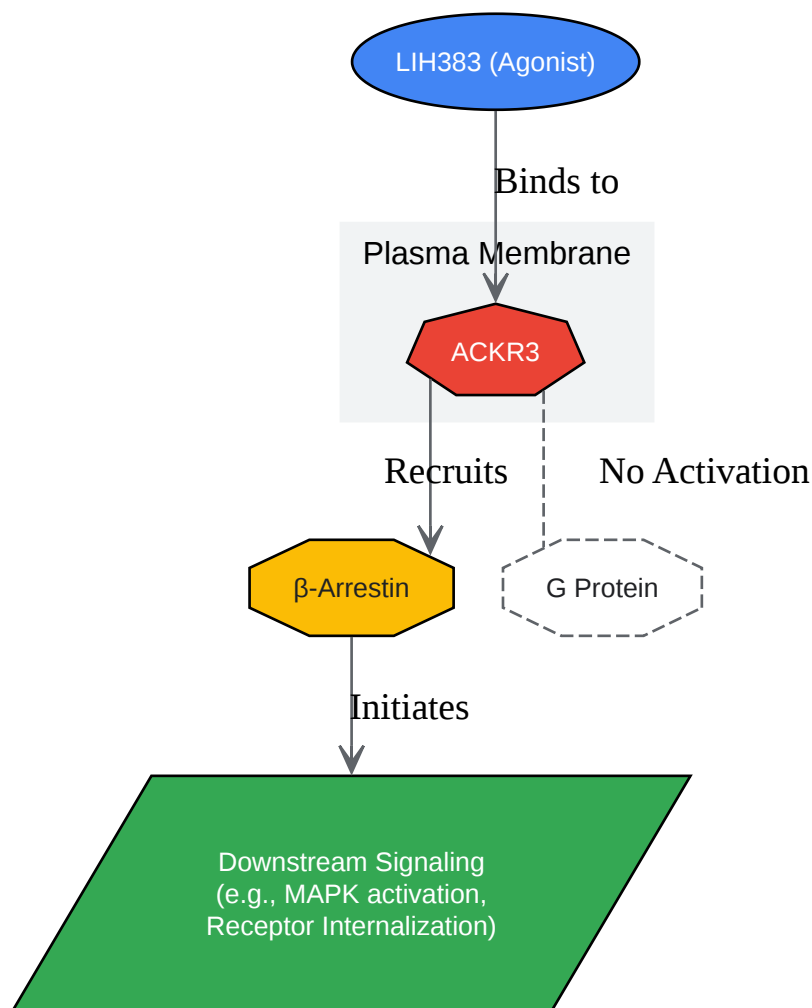 LIH383 (Agonist)
Binds to
Plasma Membrane
ACKR3
Recruits
No Activation
β-Arrestin
G Protein
Initiates
Downstream Signaling
(e.g., MAPK activation,
Receptor Internalization)